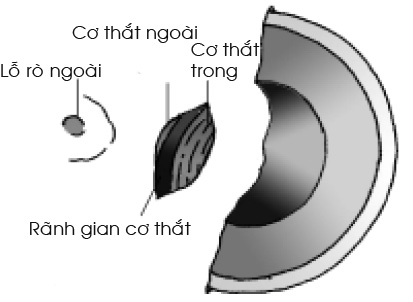 Cơ thắt ngoài
Cơ thắt
trong
Lỗ rò ngoài
Rãnh gian cơ thắt